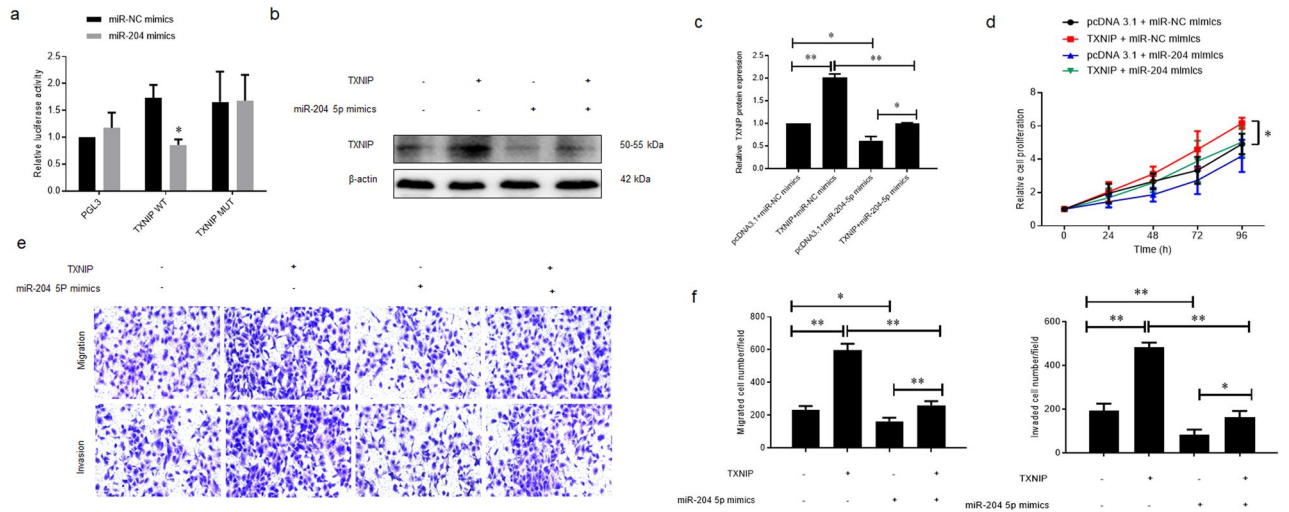 a
miR-NC mimics
miR-204 mimics
Relative luciferase activity
2.5
2.0
1.5
1.0
0.5
0.0
*
PGL3
TXNIP WT
TXNIP MUT
b
TXNIP - + - +
miR-204 5p mimics - - + +
TXNIP 50-55 kDa
β-actin 42 kDa
c
Relative TXNIP protein expression
2.5
2.0
1.5
1.0
0.5
0.0
*
** **
*
pcDNA3.1+miR-NC mimics
TXNIP+miR-NC mimics
pcDNA3.1+miR-204-5p mimics
TXNIP+miR-204-5p mimics
d
pcDNA 3.1 + miR-NC mimics
TXNIP + miR-NC mimics
pcDNA 3.1 + miR-204 mimics
TXNIP + miR-204 mimics
Relative cell proliferation
8
6
4
2
0
*
0 24 48 72 96
Time (h)
e
TXNIP - + - +
miR-204 5P mimics - - + +
Migration
Invasion
f
Migrated cell number/field
800
600
400
200
0
*
** **
**
TXNIP - + - +
miR-204 5p mimics - - + +
Invaded cell number/field
600
400
200
0
**
** **
*
TXNIP - + - +
miR-204 5p mimics - - + +